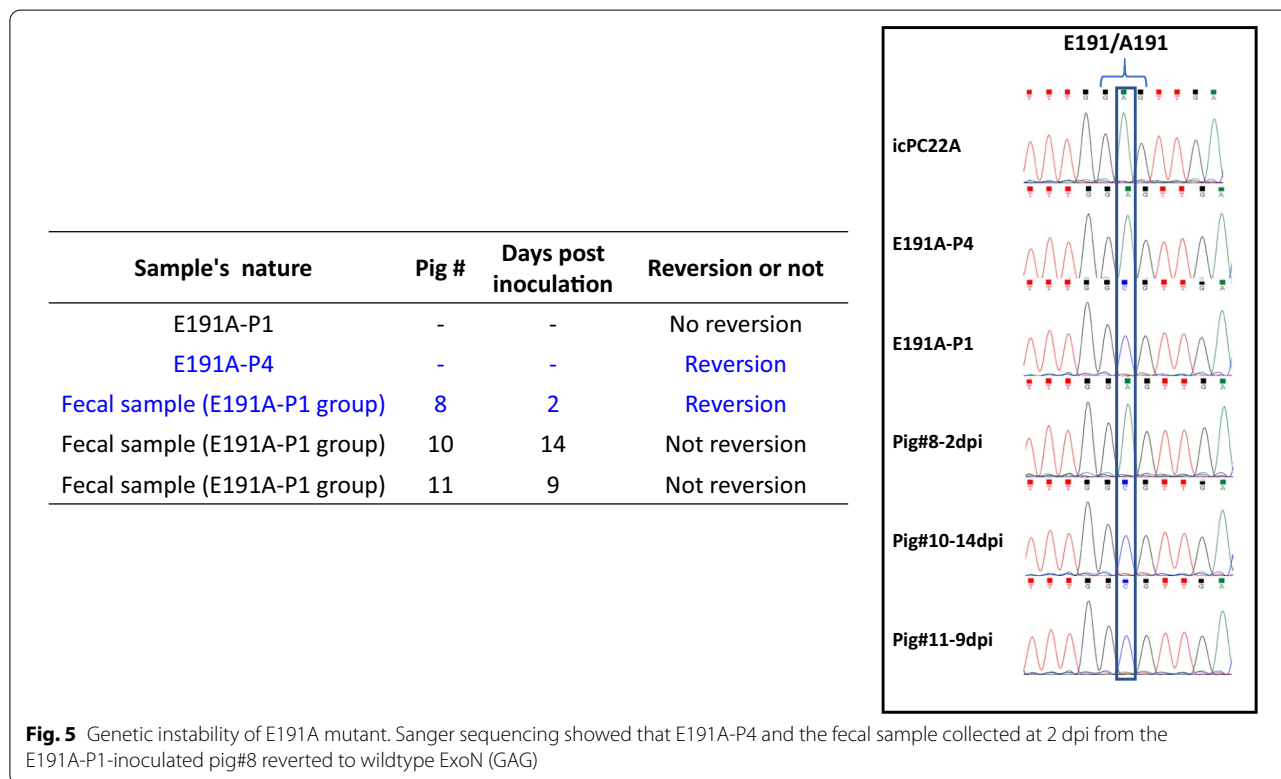 Sample's nature Pig # Days post inoculation Reversion or not
E191A-P1 - - No reversion
E191A-P4 - - Reversion
Fecal sample (E191A-P1 group) 8 2 Reversion
Fecal sample (E191A-P1 group) 10 14 Not reversion
Fecal sample (E191A-P1 group) 11 9 Not reversion
E191/A191
T T T G G A G T T G A
icPC22A
T T T G G A G T T G A
E191A-P4
T T T G G C G T T G A
E191A-P1
T T T G G A G T T G A
Pig#8-2dpi
T T T G G C G T T G A
Pig#10-14dpi
T T T G G C G T T G A
Pig#11-9dpi
Fig. 5 Genetic instability of E191A mutant. Sanger sequencing showed that E191A-P4 and the fecal sample collected at 2 dpi from the
E191A-P1-inoculated pig#8 reverted to wildtype ExoN (GAG)